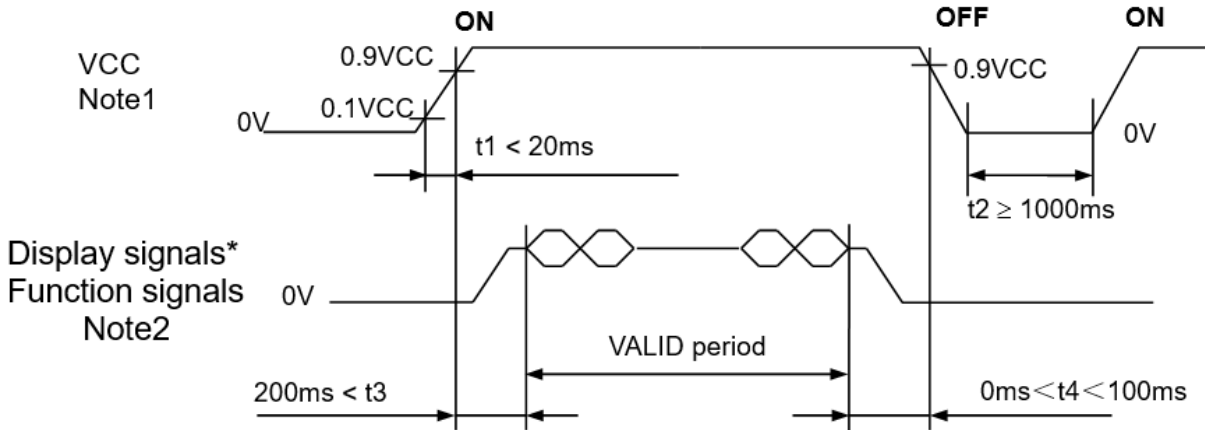 ON
OFF
ON
VCC
Note1
0.9VCC
0.9VCC
0.1VCC
0V
0V
t1 < 20ms
t2 ≥ 1000ms
Display signals*
Function signals
Note2
0V
VALID period
200ms < t3
0ms＜t4＜100ms